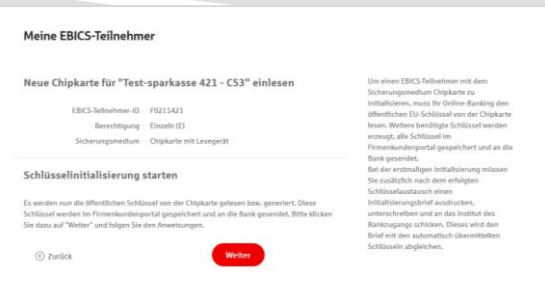 Meine EBICS-Teilnehmer
Neue Chipkarte für "Test-sparkasse 421 - C53" einlesen
EBICS-Teilnehmer-ID F0211421
Berechtigung Einzeln (E)
Sicherungsmedium Chipkarte mit Lesegerät
Schlüsselinitialisierung starten
Es werden nun die öffentlichen Schlüssel von der Chipkarte gelesen bzw. generiert. Diese
Schlüssel werden im Firmenkundenportal gespeichert und an die Bank gesendet. Bitte klicken
Sie dazu auf "Weiter" und folgen Sie den Anweisungen.
Zurück
Weiter
Um einen EBICS-Teilnehmer mit dem
Sicherungsmedium Chipkarte zu
initialisieren, muss Ihr Online-Banking den
öffentlichen EU-Schlüssel von der Chipkarte
lesen. Weitere benötigte Schlüssel werden
erzeugt, alle Schlüssel im
Firmenkundenportal gespeichert und an die
Bank gesendet.
Bei der erstmaligen Initialisierung müssen
Sie zusätzlich nach dem erfolgten
Schlüsselaustausch einen
Initialisierungsbrief ausdrucken,
unterschreiben und an das Institut des
Bankzugangs schicken. Dieses wird den
Brief mit den automatisch übermittelten
Schlüsseln abgleichen.